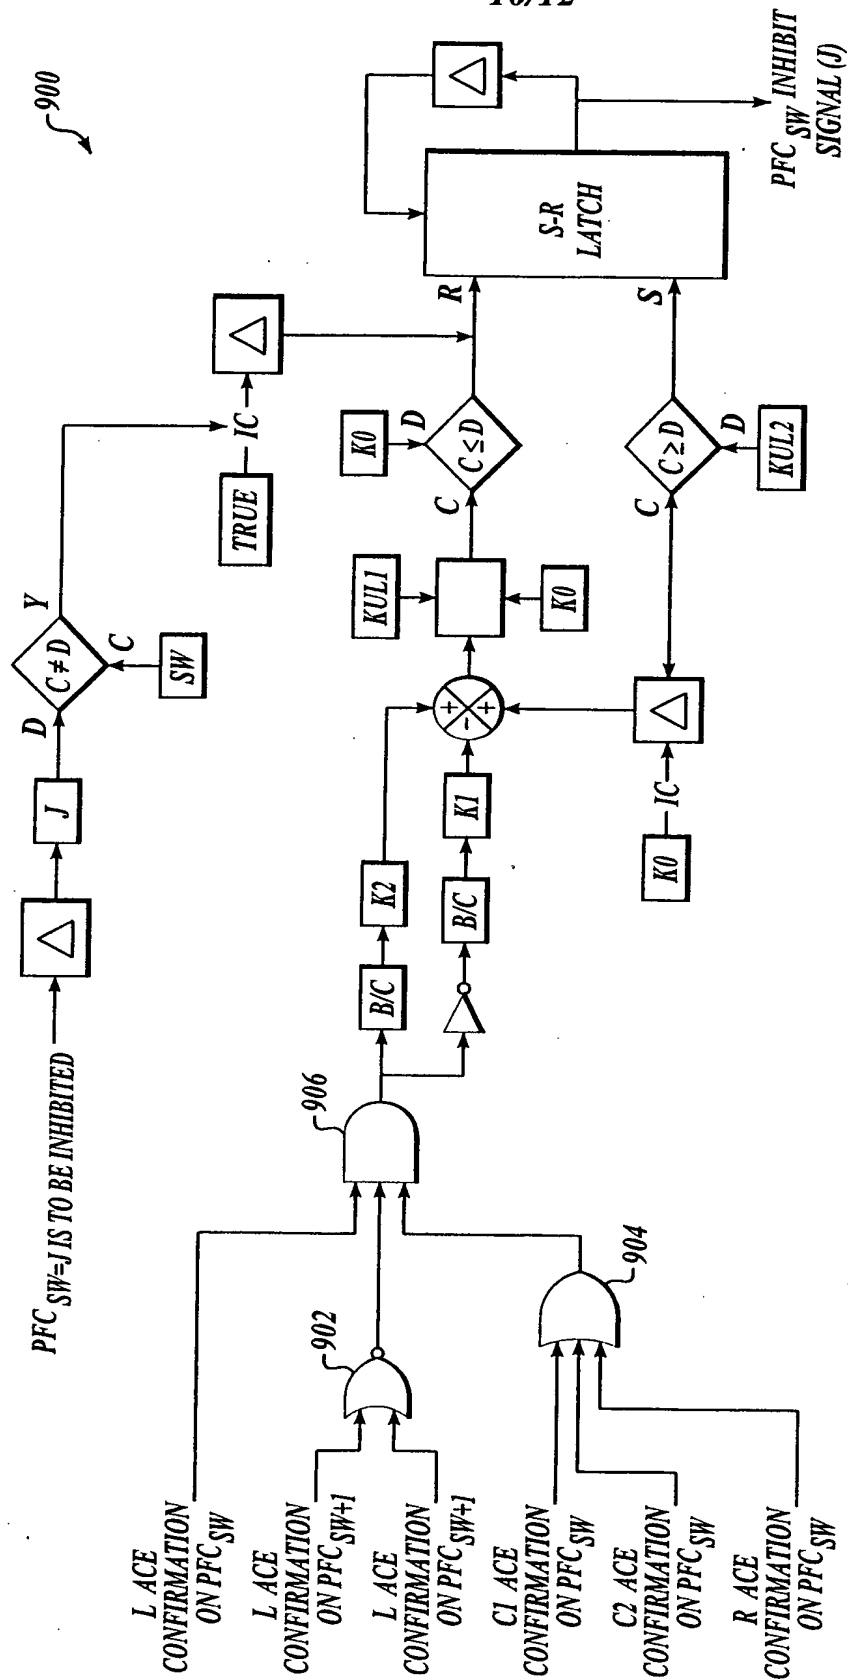 900
PFC SW=J IS TO BE INHIBITED
△
J
D
C≠D
Y
C
SW
TRUE
IC
△
L ACE
CONFIRMATION
ON PFC SW
L ACE
CONFIRMATION
ON PFC SW+1
L ACE
CONFIRMATION
ON PFC SW+1
C1 ACE
CONFIRMATION
ON PFC SW
C2 ACE
CONFIRMATION
ON PFC SW
R ACE
CONFIRMATION
ON PFC SW
902
904
906
B/C
K2
B/C
K1
+
-
+
KUL1
K0
C
K0
D
C≤D
R
K0
IC
△
C
C≥D
D
KUL2
S
S-R
LATCH
△
PFC SW INHIBIT
SIGNAL (J)